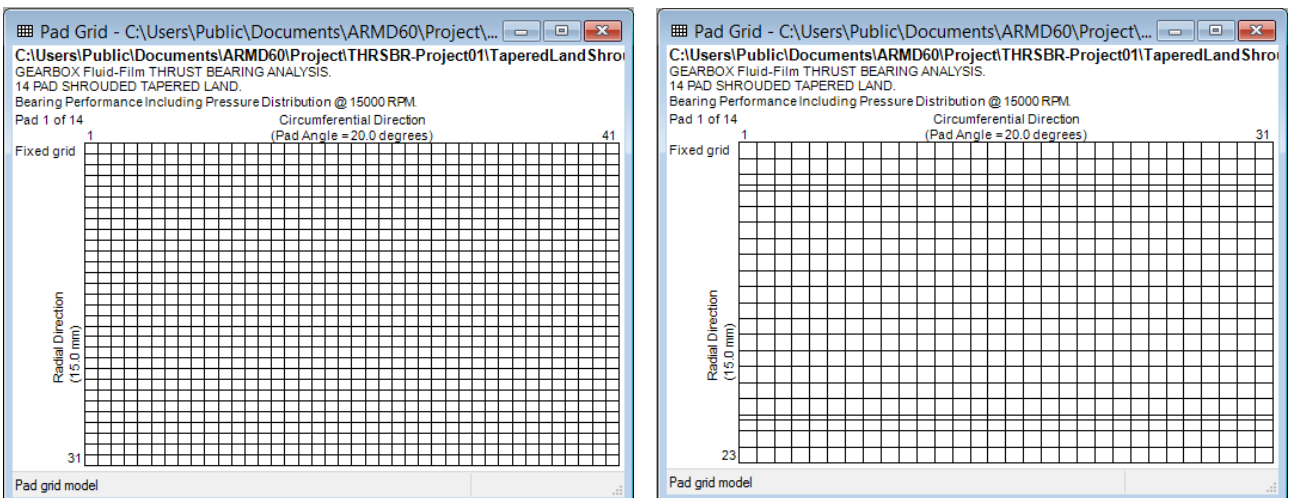 Pad Grid - C:\Users\Public\Documents\ARMD60\Project\...
C:\Users\Public\Documents\ARMD60\Project\THRSBR-Project01\TaperedLandShrou
GEARBOX Fluid-Film THRUST BEARING ANALYSIS.
14 PAD SHROUDED TAPERED LAND.
Bearing Performance Including Pressure Distribution @ 15000 RPM.
Pad 1 of 14
Circumferential Direction
1
(Pad Angle = 20.0 degrees)
41
Fixed grid
Radial Direction
(15.0 mm)
31
Pad grid model
Pad Grid - C:\Users\Public\Documents\ARMD60\Project\...
C:\Users\Public\Documents\ARMD60\Project\THRSBR-Project01\TaperedLandShrou
GEARBOX Fluid-Film THRUST BEARING ANALYSIS.
14 PAD SHROUDED TAPERED LAND.
Bearing Performance Including Pressure Distribution @ 15000 RPM.
Pad 1 of 14
Circumferential Direction
1
(Pad Angle = 20.0 degrees)
31
Fixed grid
Radial Direction
(15.0 mm)
23
Pad grid model